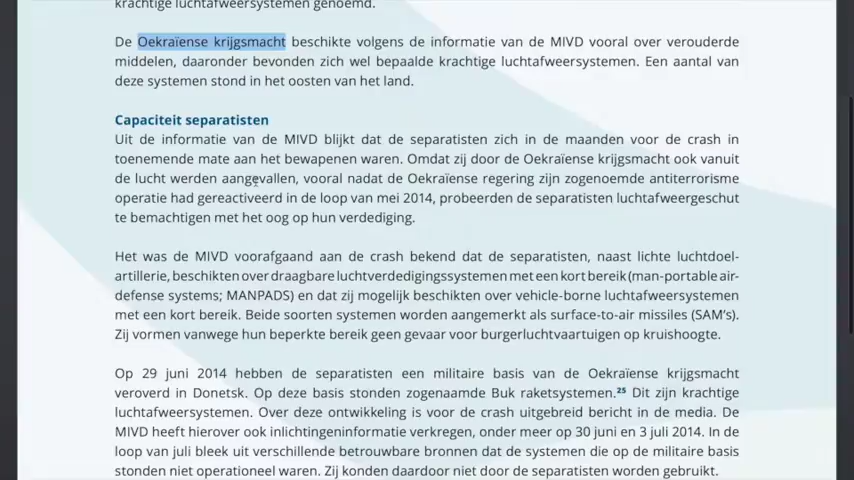 krachtige luchtafweersystemen genoemd.
De Oekraïense krijgsmacht beschikte volgens de informatie van de MIVD vooral over verouderde
middelen, daaronder bevonden zich wel bepaalde krachtige luchtafweersystemen. Een aantal van
deze systemen stond in het oosten van het land.
Capaciteit separatisten
Uit de informatie van de MIVD blijkt dat de separatisten zich in de maanden voor de crash in
toenemende mate aan het bewapenen waren. Omdat zij door de Oekraïense krijgsmacht ook vanuit
de lucht werden aangevallen, vooral nadat de Oekraïense regering zijn zogenoemde antiterrorisme
operatie had gereactiveerd in de loop van mei 2014, probeerden de separatisten luchtafweergeschut
te bemachtigen met het oog op hun verdediging.
Het was de MIVD voorafgaand aan de crash bekend dat de separatisten, naast lichte luchtdoel-
artillerie, beschikten over draagbare luchtverdedigingssystemen met een kort bereik (man-portable air-
defense systems; MANPADS) en dat zij mogelijk beschikten over vehicle-borne luchtafweersystemen
met een kort bereik. Beide soorten systemen worden aangemerkt als surface-to-air missiles (SAM's).
Zij vormen vanwege hun beperkte bereik geen gevaar voor burgerluchtvaartuigen op kruishoogte.
Op 29 juni 2014 hebben de separatisten een militaire basis van de Oekraïense krijgsmacht
veroverd in Donetsk. Op deze basis stonden zogenaamde Buk raketsystemen.²⁵ Dit zijn krachtige
luchtafweersystemen. Over deze ontwikkeling is voor de crash uitgebreid bericht in de media. De
MIVD heeft hierover ook inlichtingeninformatie verkregen, onder meer op 30 juni en 3 juli 2014. In de
loop van juli bleek uit verschillende betrouwbare bronnen dat de systemen die op de militaire basis
stonden niet operationeel waren. Zij konden daardoor niet door de separatisten worden gebruikt.